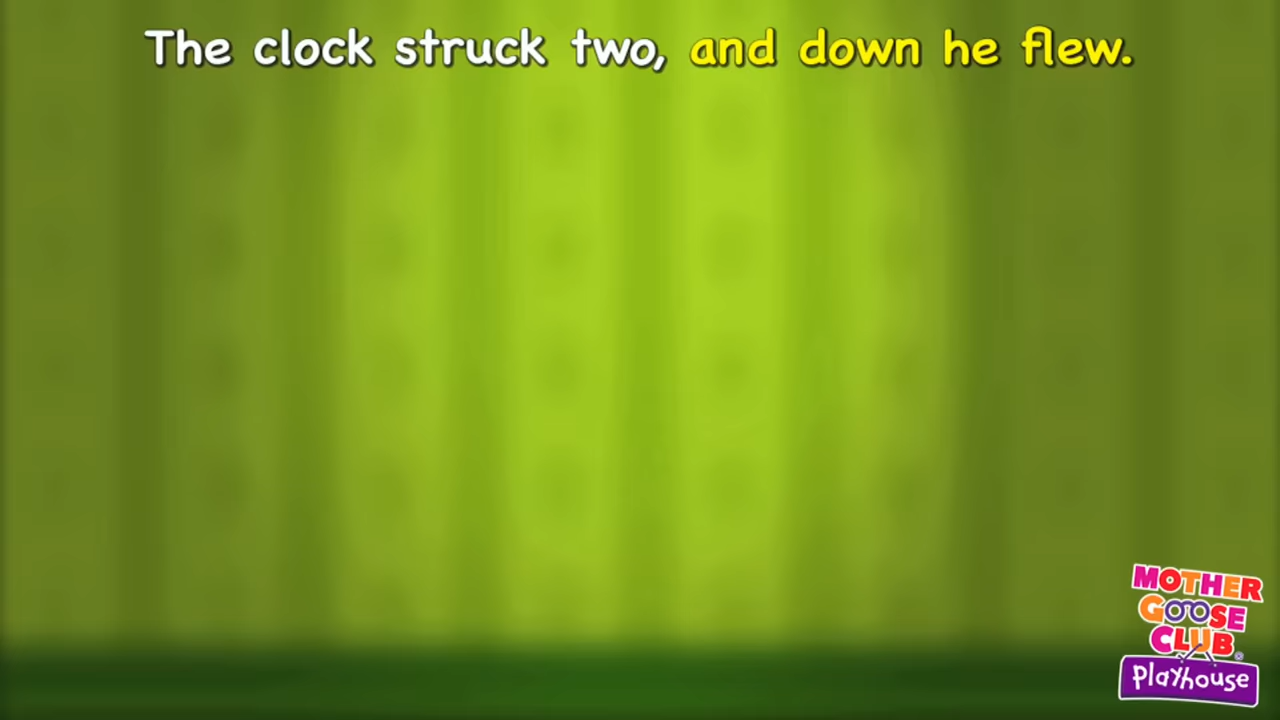 The clock struck two, and down he flew.
MOTHER
GOOSE
CLUB
Playhouse